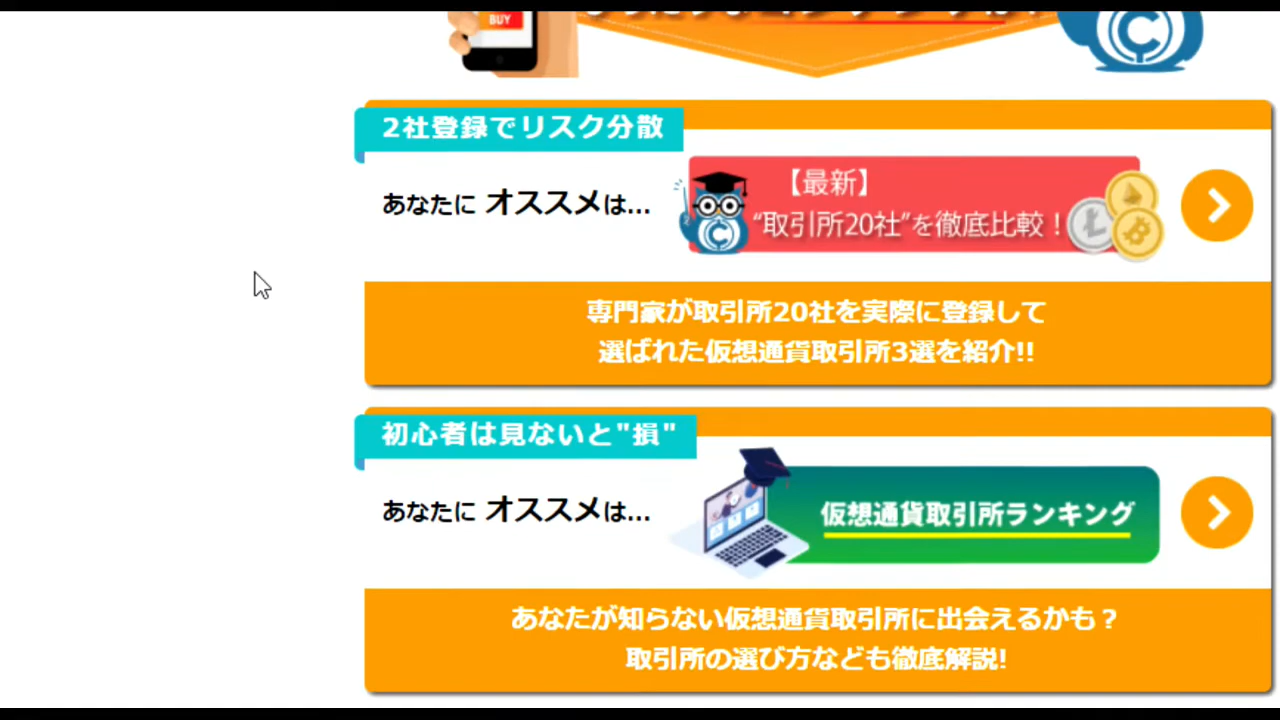 BUY
2社登録でリスク分散
あなたに オススメは...
【最新】
“取引所20社”を徹底比較！
専門家が取引所20社を実際に登録して
選ばれた仮想通貨取引所3選を紹介!!
初心者は見ないと"損"
あなたに オススメは...
仮想通貨取引所ランキング
あなたが知らない仮想通貨取引所に出会えるかも？
取引所の選び方なども徹底解説!